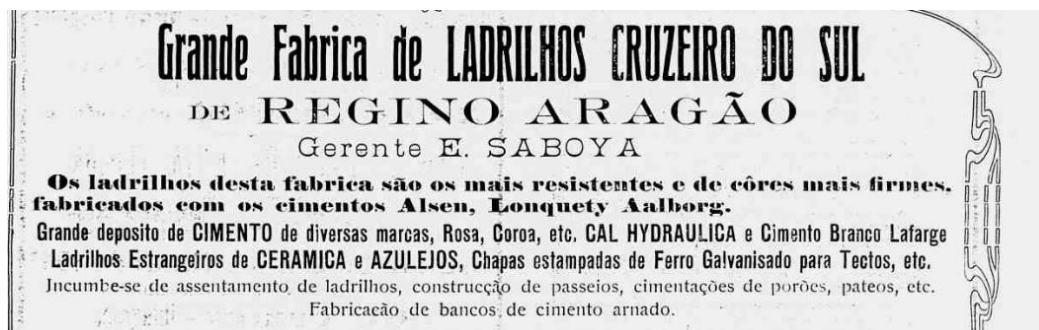 Grande Fabrica de LADRILHOS CRUZEIRO DO SUL
DE REGINO ARAGÃO
Gerente E. SABOYA
Os ladrilhos desta fabrica são os mais resistentes e de côres mais firmes.
fabricados com os cimentos Alsen, Lonquety Aalborg.
Grande deposito de CIMENTO de diversas marcas, Rosa, Coroa, etc. CAL HYDRAULICA e Cimento Branco Lafarge
Ladrilhos Estrangeiros de CERAMICA e AZULEJOS, Chapas estampadas de Ferro Galvanisado para Tectos, etc.
Incumbe-se de assentamento de ladrilhos, construcção de passeios, cimentações de porões, pateos, etc.
Fabricação de bancos de cimento arnado.